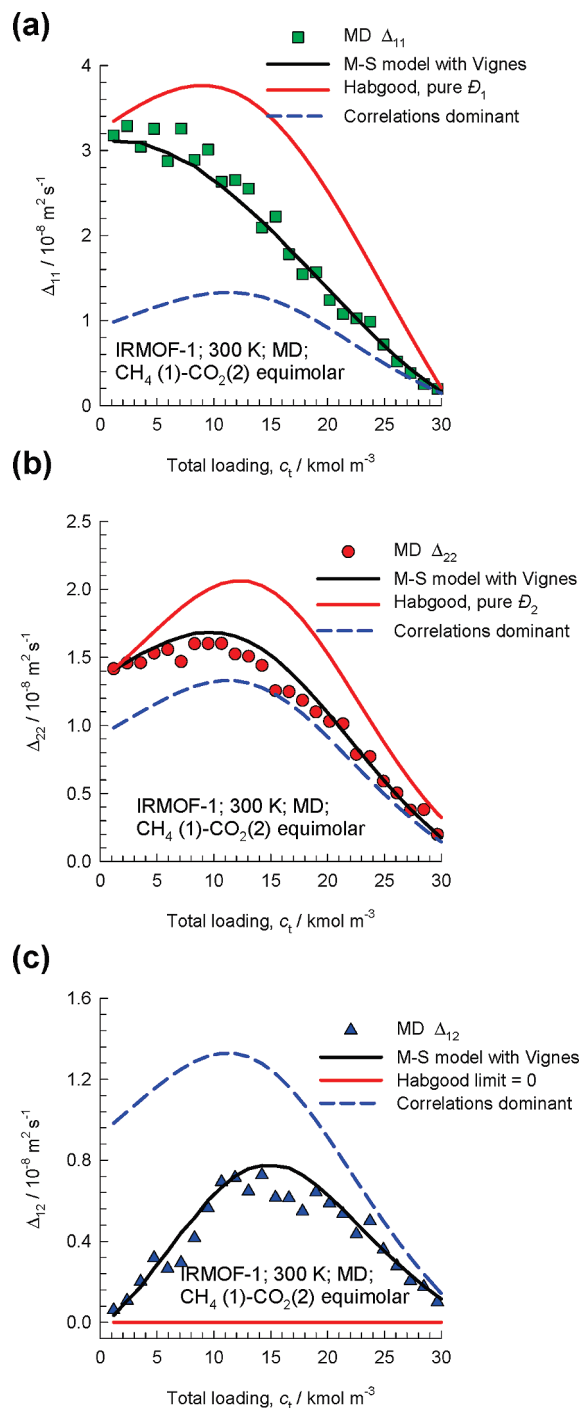 (a)
MD Δ11
M-S model with Vignes
Habgood, pure Đ1
Correlations dominant
4
3
2
1
0
Δ11 / 10-8 m2 s-1
IRMOF-1; 300 K; MD;
CH4 (1)-CO2(2) equimolar
0 5 10 15 20 25 30
Total loading, ct / kmol m-3
(b)
MD Δ22
M-S model with Vignes
Habgood, pure Đ2
Correlations dominant
2.5
2.0
1.5
1.0
0.5
0.0
Δ22 / 10-8 m2 s-1
IRMOF-1; 300 K; MD;
CH4 (1)-CO2(2) equimolar
0 5 10 15 20 25 30
Total loading, ct / kmol m-3
(c)
MD Δ12
M-S model with Vignes
Habgood limit = 0
Correlations dominant
1.6
1.2
0.8
0.4
0.0
Δ12 / 10-8 m2 s-1
IRMOF-1; 300 K; MD;
CH4 (1)-CO2(2) equimolar
0 5 10 15 20 25 30
Total loading, ct / kmol m-3